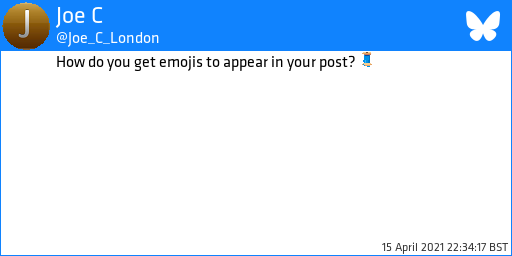 J
Joe C
@Joe_C_London
How do you get emojis to appear in your post? 🧵
15 April 2021 22:34:17 BST